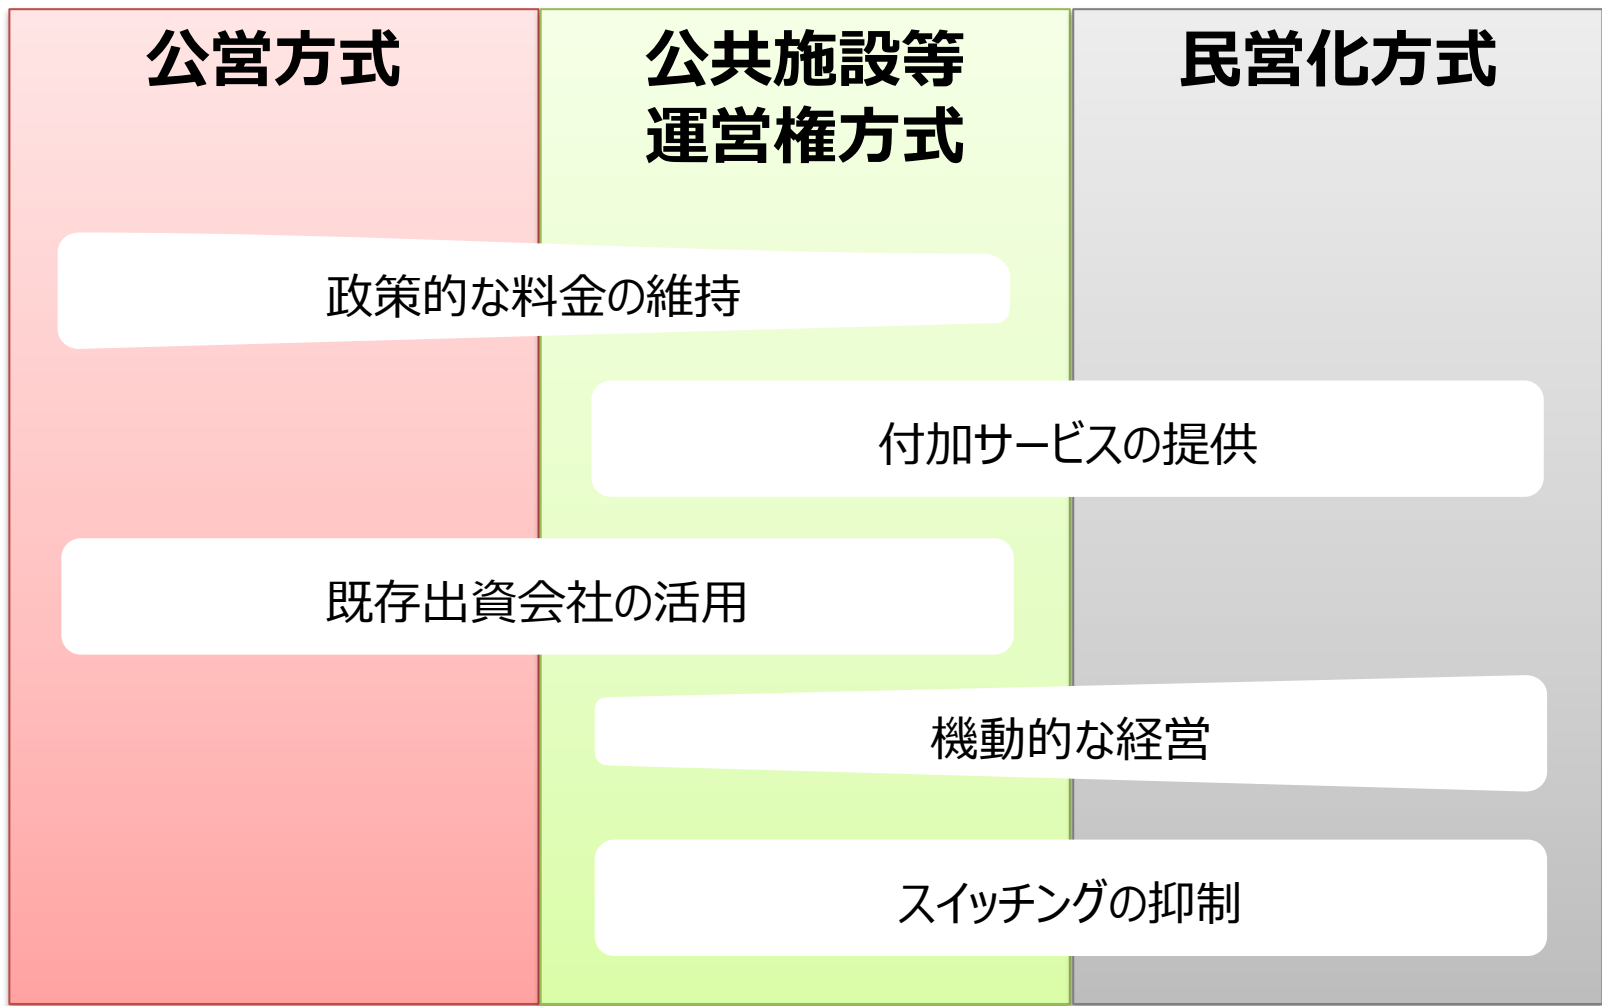 公営方式
公共施設等
運営権方式
民営化方式
政策的な料金の維持
付加サービスの提供
既存出資会社の活用
機動的な経営
スイッチングの抑制